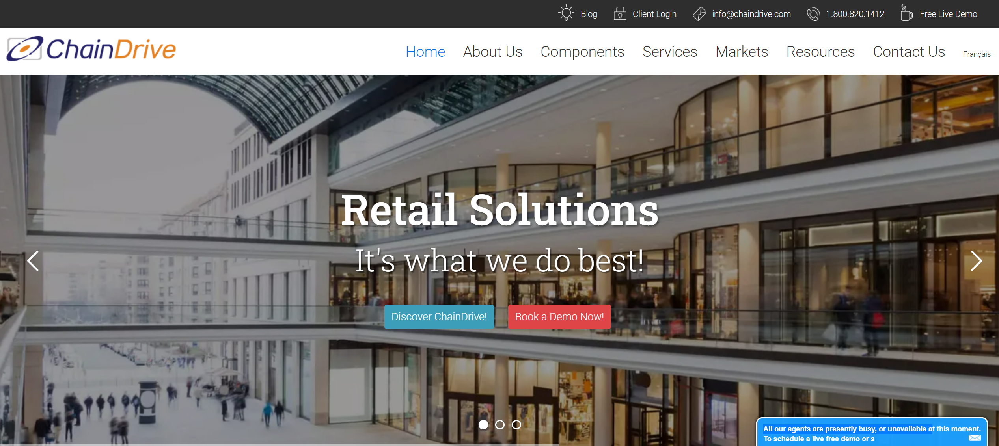 Blog Client Login info@chaindrive.com 1.800.820.1412 Free Live Demo
ChainDrive
Home About Us Components Services Markets Resources Contact Us Français
Retail Solutions
It's what we do best!
Discover ChainDrive! Book a Demo Now!
All our agents are presently busy, or unavailable at this moment.
To schedule a live free demo or s